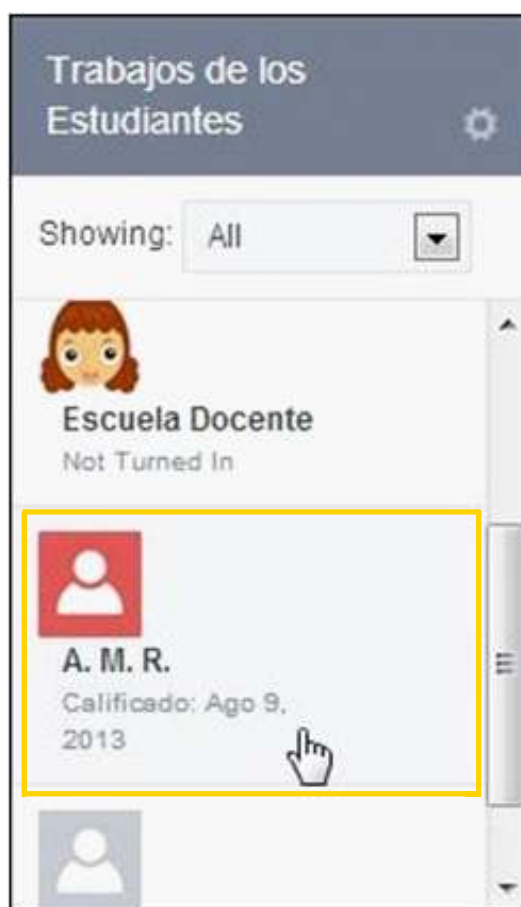 Trabajos de los
Estudiantes
Showing: All
Escuela Docente
Not Turned In
A. M. R.
Calificado: Ago 9,
2013